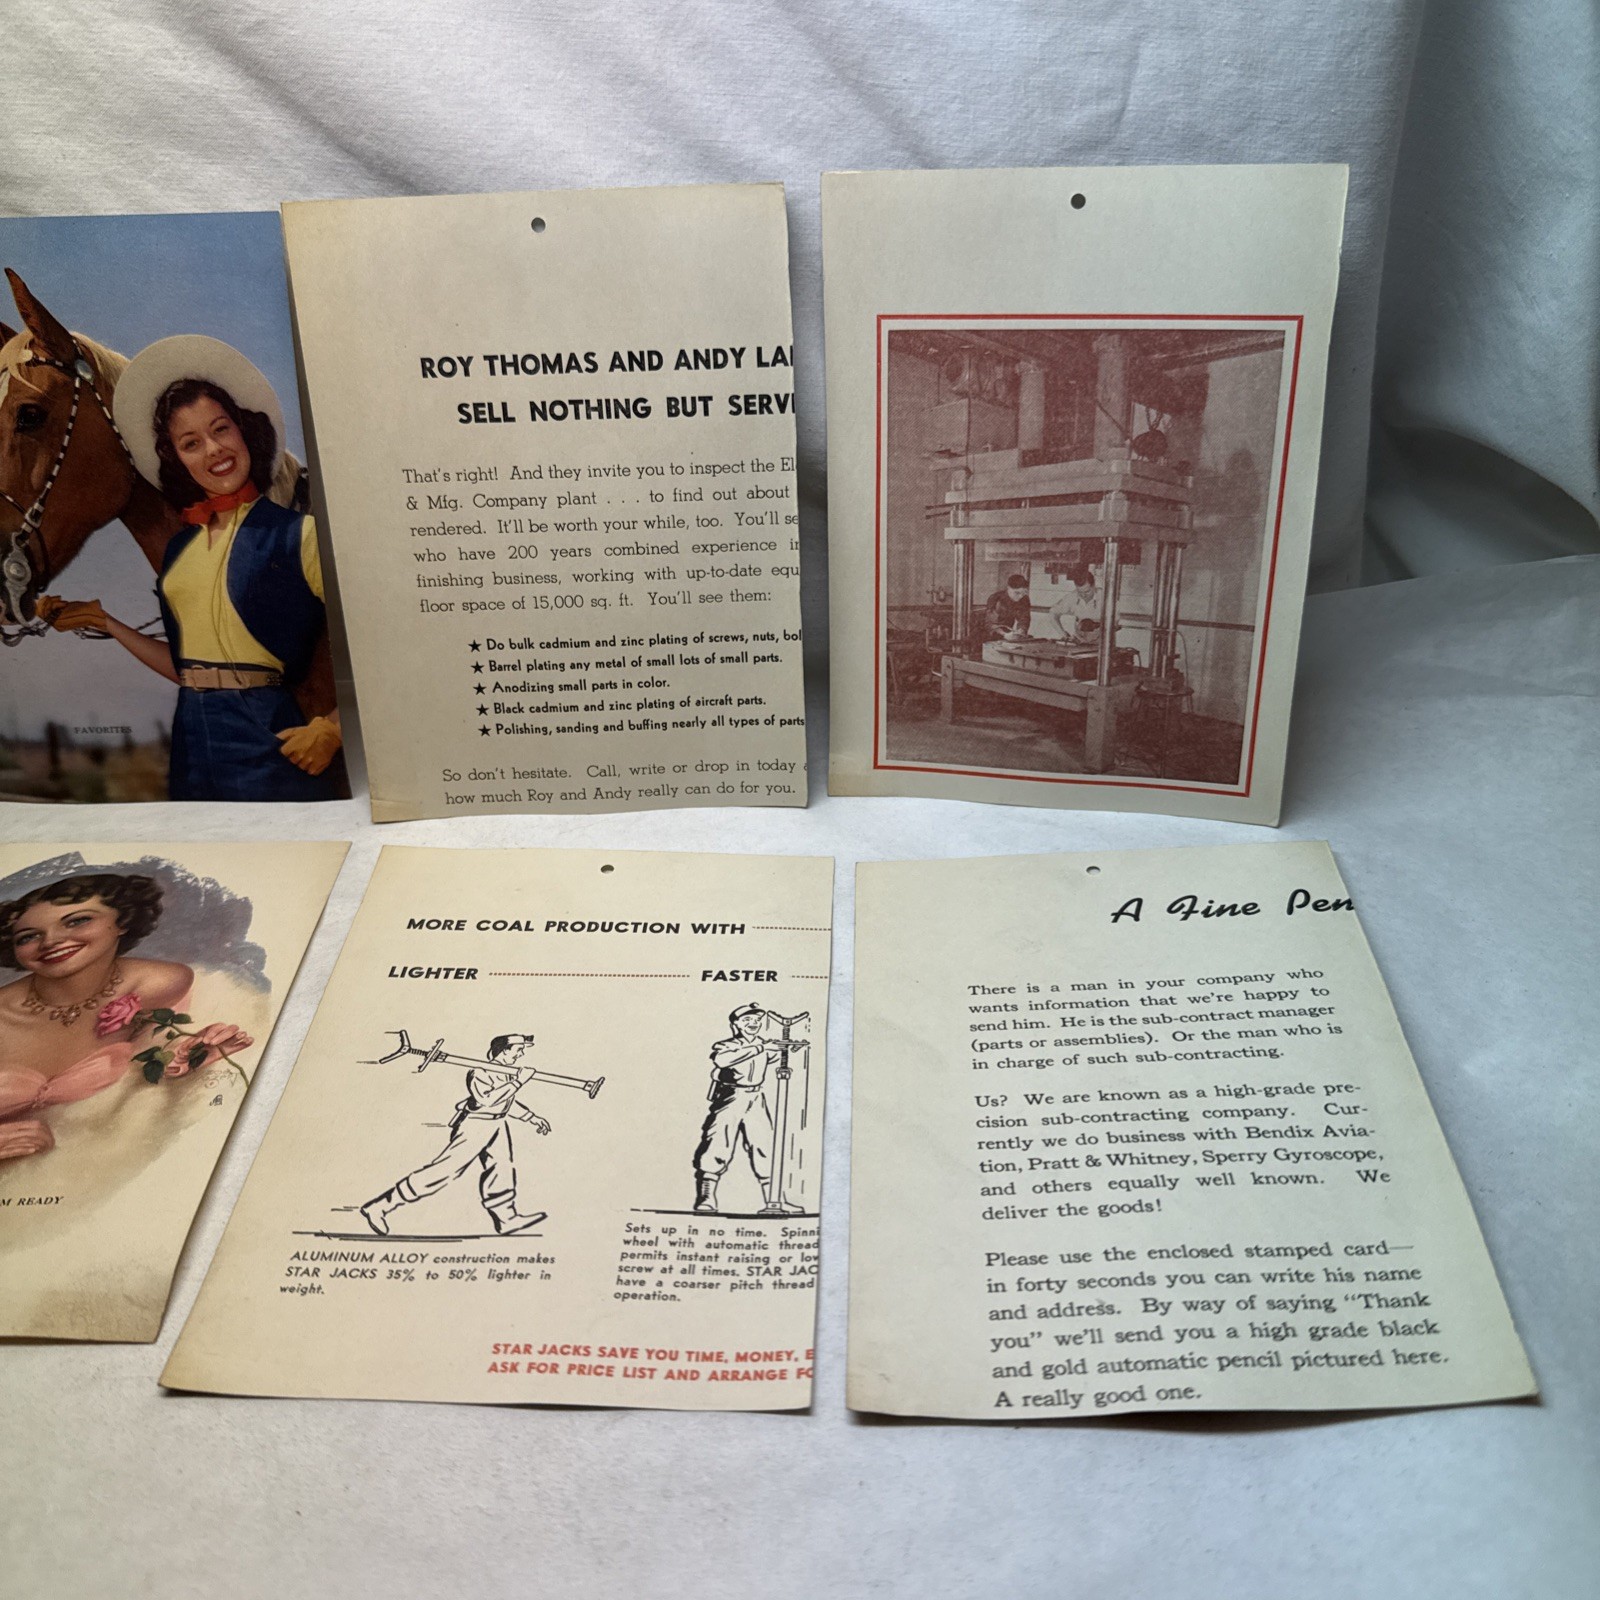 FAVORITES
ROY THOMAS AND ANDY
SELL NOTHING BUT
That's right! And they invite you to inspect the
& Mfg. Company plant . . . to find out about
rendered. It'll be worth your while, too. You'll
who have 200 years combined experience
finishing business, working with up-to-date
floor space of 15,000 sq. ft. You'll see them:
★ Do bulk cadmium and zinc plating of screws, nuts,
★ Barrel plating any metal of small lots of small parts.
★ Anodizing small parts in color.
★ Black cadmium and zinc plating of aircraft parts.
★ Polishing, sanding and buffing nearly all types of parts
So don't hesitate. Call, write or drop in today
how much Roy and Andy really can do for you.
READY
MORE COAL PRODUCTION WITH
LIGHTER FASTER
ALUMINUM ALLOY construction makes
STAR JACKS 35% to 50% lighter in
weight.
Sets up in no time.
wheel with automatic thread
permits instant raising or
screw at all times. STAR
have a coarser pitch thread
operation.
STAR JACKS SAVE YOU TIME, MONEY,
ASK FOR PRICE LIST AND ARRANGE
A Fine
There is a man in your company who
wants information that we're happy to
send him. He is the sub-contract manager
(parts or assemblies). Or the man who is
in charge of such sub-contracting.
Us? We are known as a high-grade pre-
cision sub-contracting company. Cur-
rently we do business with Bendix Avia-
tion, Pratt & Whitney, Sperry Gyroscope,
and others equally well known. We
deliver the goods!
Please use the enclosed stamped card—
in forty seconds you can write his name
and address. By way of saying "Thank
you" we'll send you a high grade black
and gold automatic pencil pictured here.
A really good one.